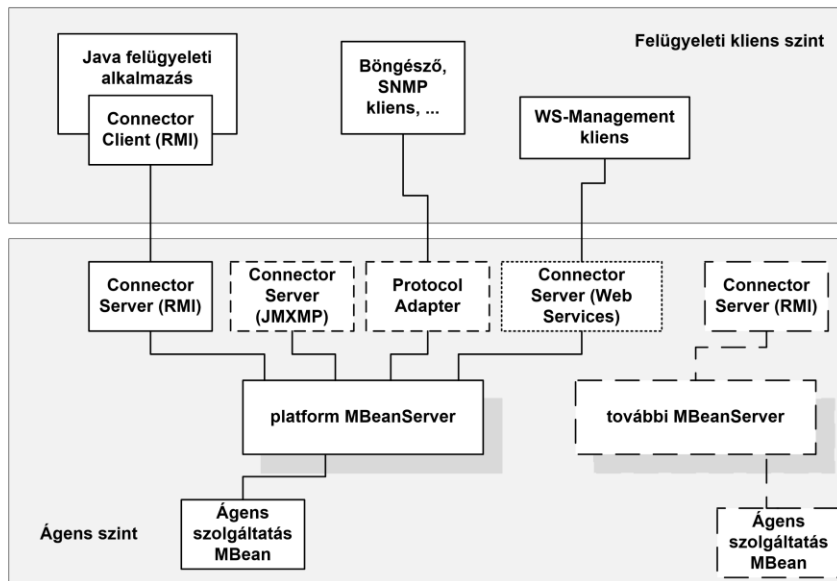 Java felügyeleti
alkalmazás
Connector
Client (RMI)
Böngésző,
SNMP
kliens, ...
Felügyeleti kliens szint
WS-Management
kliens
Connector
Server (RMI)
Connector
Server
(JMXMP)
Protocol
Adapter
Connector
Server (Web
Services)
Connector
Server (RMI)
platform MBeanServer
további MBeanServer
Ágens szint
Ágens
szolgáltatás
MBean
Ágens
szolgáltatás
MBean